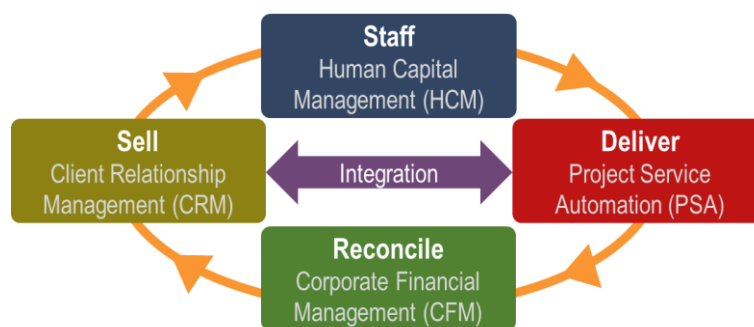 Staff
Human Capital
Management (HCM)
Sell
Client Relationship
Management (CRM)
Integration
Deliver
Project Service
Automation (PSA)
Reconcile
Corporate Financial
Management (CFM)